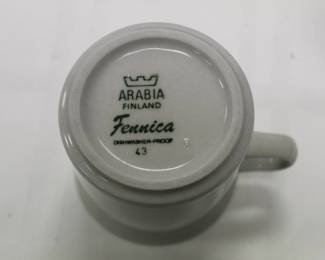 ARABIA
FINLAND
Fennica
DISHWASHER-PROOF
43